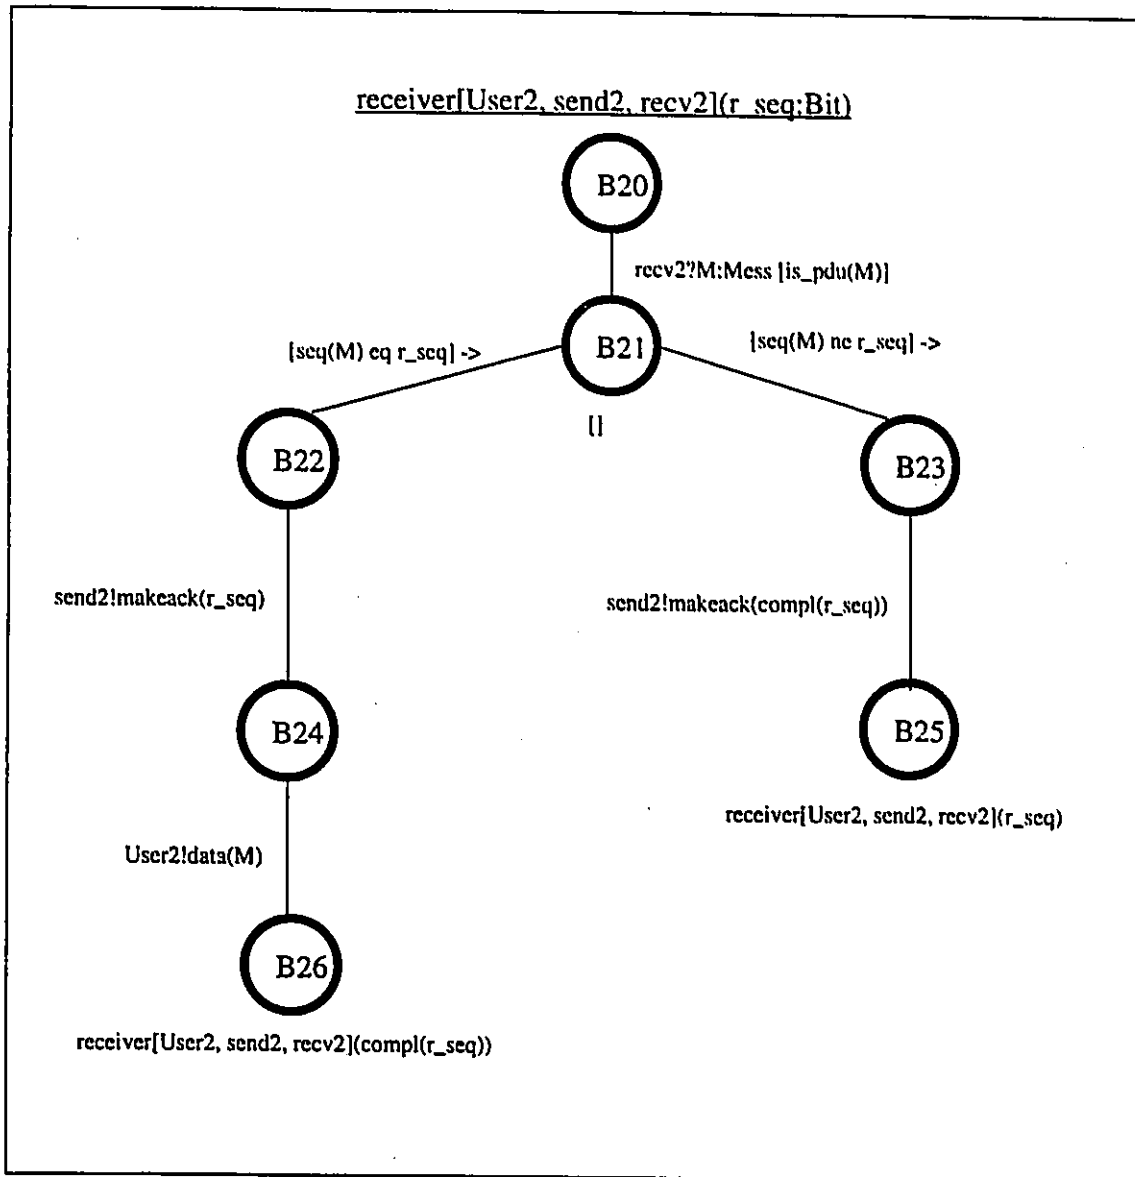 receiver[User2, send2, recv2](r_seq:Bit)
B20
recv2?M:Mess [is_pdu(M)]
B21
[seq(M) eq r_seq] ->
[seq(M) ne r_seq] ->
[]
B22
B23
send2!makeack(r_seq)
send2!makeack(compl(r_seq))
B24
B25
receiver[User2, send2, recv2](r_seq)
User2!data(M)
B26
receiver[User2, send2, recv2](compl(r_seq))